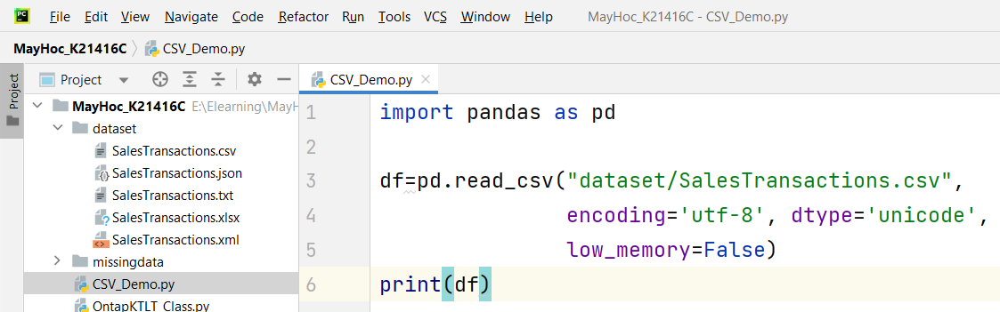 PC
File Edit View Navigate Code Refactor Run Tools VCS Window Help MayHoc_K21416C - CSV_Demo.py
MayHoc_K21416C CSV_Demo.py
Project
Project
CSV_Demo.py
MayHoc_K21416C E:\Elearning\MayH
dataset
SalesTransactions.csv
SalesTransactions.json
SalesTransactions.txt
SalesTransactions.xlsx
SalesTransactions.xml
missingdata
CSV_Demo.py
OntapKTLT_Class.py
1 import pandas as pd
2
3 df=pd.read_csv("dataset/SalesTransactions.csv",
4 encoding='utf-8', dtype='unicode',
5 low_memory=False)
6 print(df)